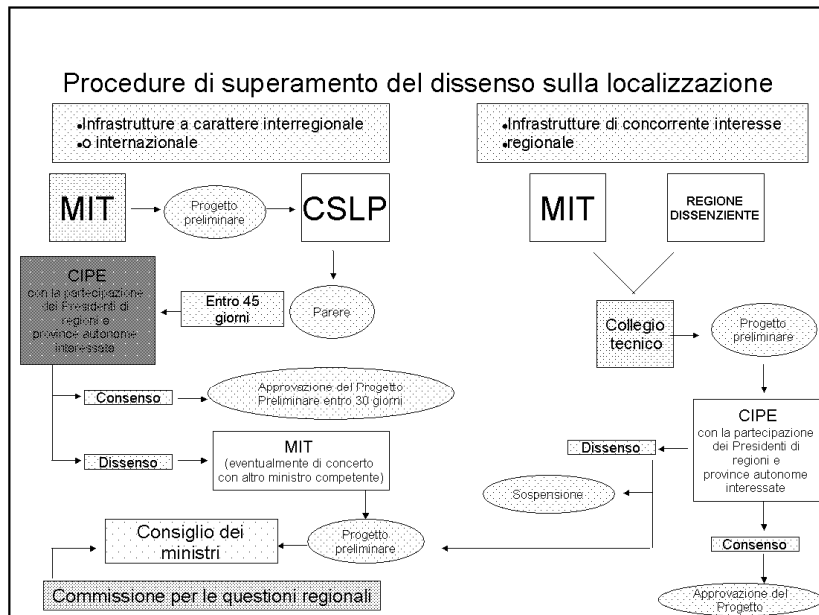 Procedure di superamento del dissenso sulla localizzazione
•Infrastrutture a carattere interregionale
•o internazionale
MIT
Progetto
preliminare
CSLP
CIPE
con la partecipazione
dei Presidenti di
regioni e
province autonome
interessate
Entro 45
giorni
Parere
Consenso
Approvazione del Progetto
Preliminare entro 30 giorni
Dissenso
MIT
(eventualmente di concerto
con altro ministro competente)
Consiglio dei
ministri
Progetto
preliminare
Commissione per le questioni regionali
•Infrastrutture di concorrente interesse
•regionale
MIT
REGIONE
DISSENZIENTE
Collegio
tecnico
Progetto
preliminare
CIPE
con la partecipazione
dei Presidenti di
regioni e
province autonome
interessate
Dissenso
Sospensione
Consenso
Approvazione del
Progetto